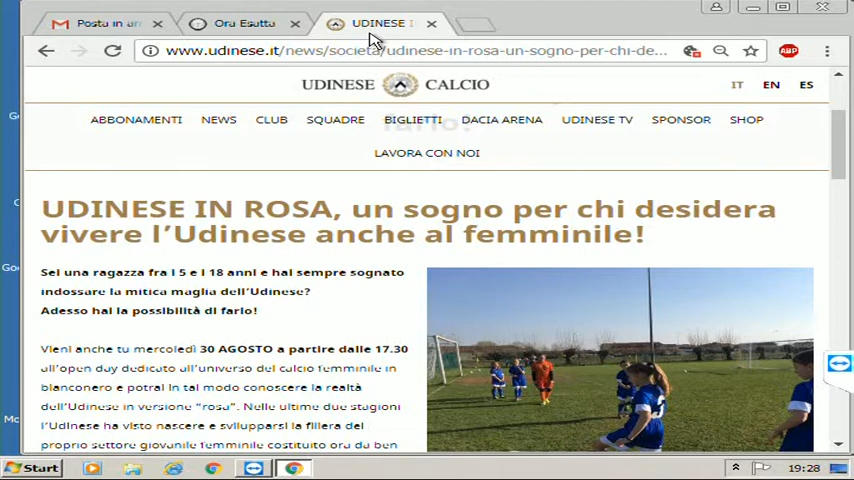 Posta in ar
Ora Esatta
UDINESE I
www.udinese.it/news/societa/udinese-in-rosa-un-sogno-per-chi-de...
ABP
UDINESE CALCIO
IT EN ES
ABBONAMENTI NEWS CLUB SQUADRE BIGLIETTI DACIA ARENA UDINESE TV SPONSOR SHOP
farlo!
LAVORA CON NOI
UDINESE IN ROSA, un sogno per chi desidera
vivere l'Udinese anche al femminile!
Sei una ragazza fra i 5 e i 18 anni e hai sempre sognato
indossare la mitica maglia dell'Udinese?
Adesso hai la possibilità di farlo!
Vieni anche tu mercoledì 30 AGOSTO a partire dalle 17.30
all'open day dedicato all'universo del calcio femminile in
bianconero e potrai in tal modo conoscere la realtà
dell'Udinese in versione "rosa". Nelle ultime due stagioni
l'Udinese ha visto nascere e svilupparsi la filiera del
proprio settore giovanile femminile costituito ora da ben
Start
19:28